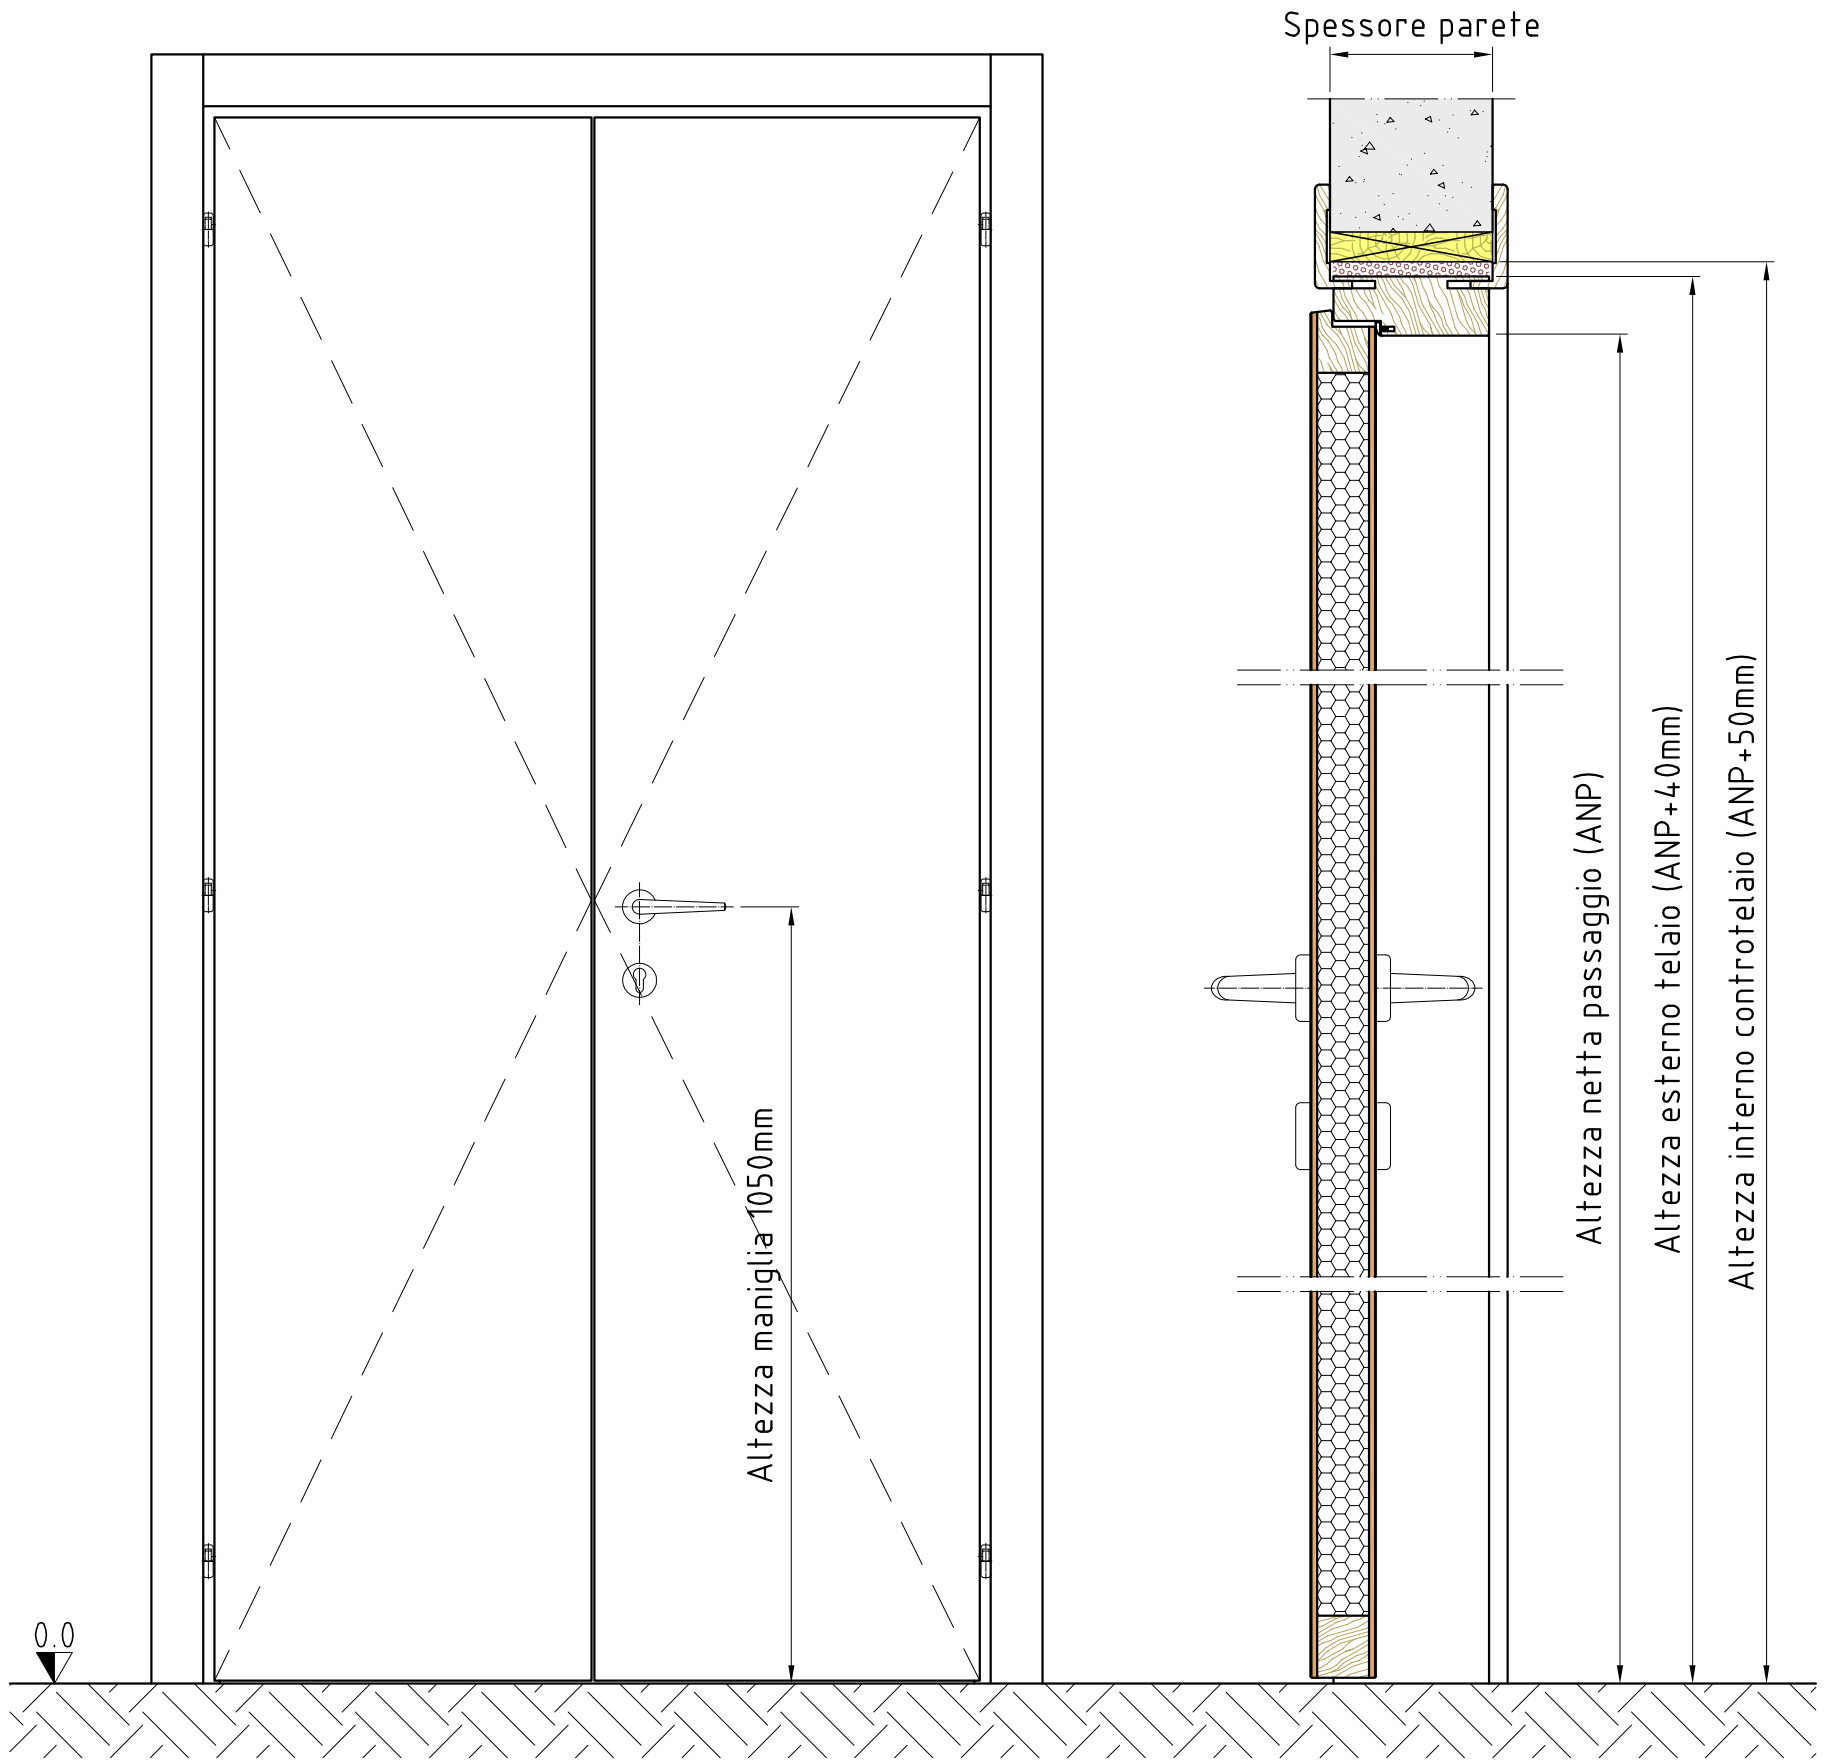 Spessore parete
Altezza maniglia 1050mm
Altezza netta passaggio (ANP)
Altezza esterno telaio (ANP+40mm)
Altezza interno controtelaio (ANP+50mm)
0.0